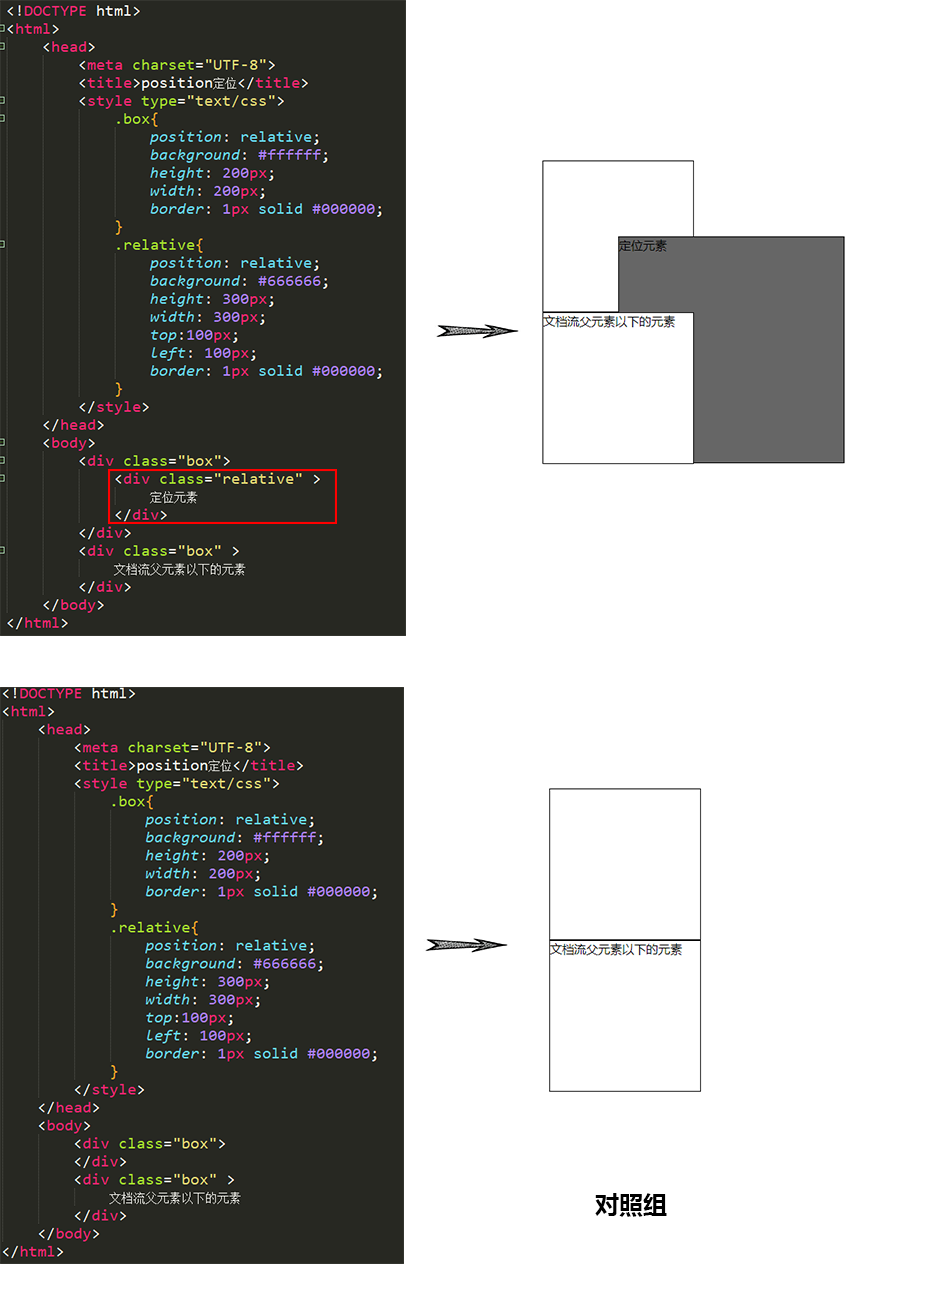 <!DOCTYPE html>
<html>
<head>
<meta charset="UTF-8">
<title>position定位</title>
<style type="text/css">
.box{
position: relative;
background: #ffffff;
height: 200px;
width: 200px;
border: 1px solid #000000;
}
.relative{
position: relative;
background: #666666;
height: 300px;
width: 300px;
top:100px;
left: 100px;
border: 1px solid #000000;
}
</style>
</head>
<body>
<div class="box">
<div class="relative" >
定位元素
</div>
</div>
<div class="box" >
文档流父元素以下的元素
</div>
</body>
</html>
定位元素
文档流父元素以下的元素
<!DOCTYPE html>
<html>
<head>
<meta charset="UTF-8">
<title>position定位</title>
<style type="text/css">
.box{
position: relative;
background: #ffffff;
height: 200px;
width: 200px;
border: 1px solid #000000;
}
.relative{
position: relative;
background: #666666;
height: 300px;
width: 300px;
top:100px;
left: 100px;
border: 1px solid #000000;
}
</style>
</head>
<body>
<div class="box">
</div>
<div class="box" >
文档流父元素以下的元素
</div>
</body>
</html>
文档流父元素以下的元素
对照组